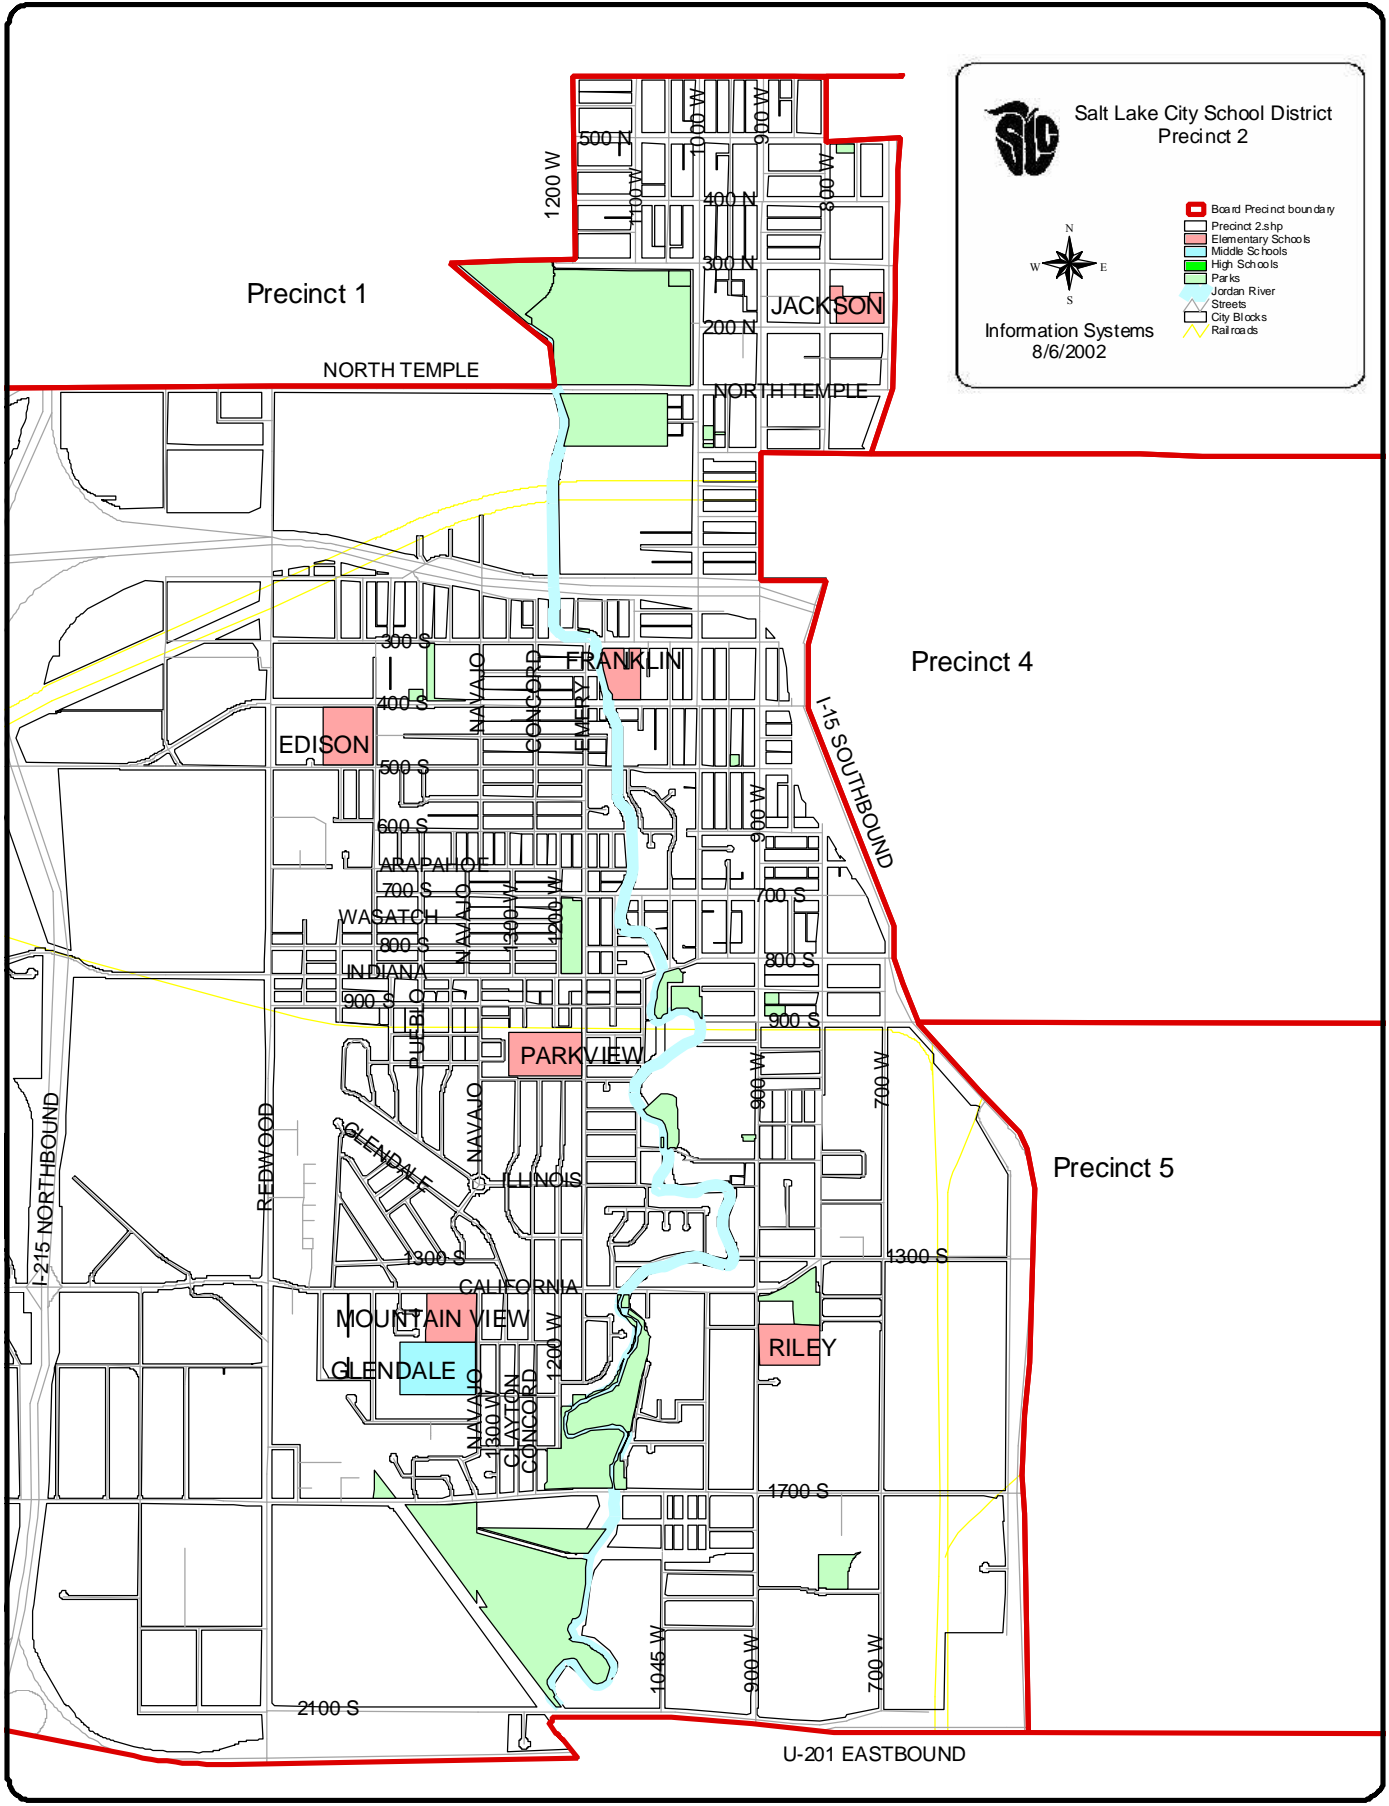 Salt Lake City School District
Precinct 2
SLC
Board Precinct boundary
Precinct 2.shp
Elementary Schools
Middle Schools
High Schools
Parks
Jordan River
Streets
City Blocks
Railroads
N
W
E
S
Information Systems
8/6/2002
1000 W
900 W
500 N
1200 W
1100 W
800 W
400 N
300 N
Precinct 1
JACKSON
200 N
NORTH TEMPLE
NORTH TEMPLE
300 S
NAVAJO
CONCORD
FRANKLIN
EMERY
Precinct 4
400 S
I-15 SOUTHBOUND
EDISON
500 S
900 W
600 S
ARAPAHOE
700 S
NAVAJO
1300 W
1200 W
700 S
WASATCH
800 S
800 S
INDIANA
900 S
PUEBLO
900 S
PARKVIEW
900 W
700 W
I-215 NORTHBOUND
REDWOOD
NAVAJO
GLENDALE
ILLINOIS
Precinct 5
1300 S
1300 S
CALIFORNIA
MOUNTAIN VIEW
1200 W
RILEY
GLENDALE
NAVAJO
1300 W
CLAYTON
CONCORD
1700 S
1045 W
900 W
700 W
2100 S
U-201 EASTBOUND